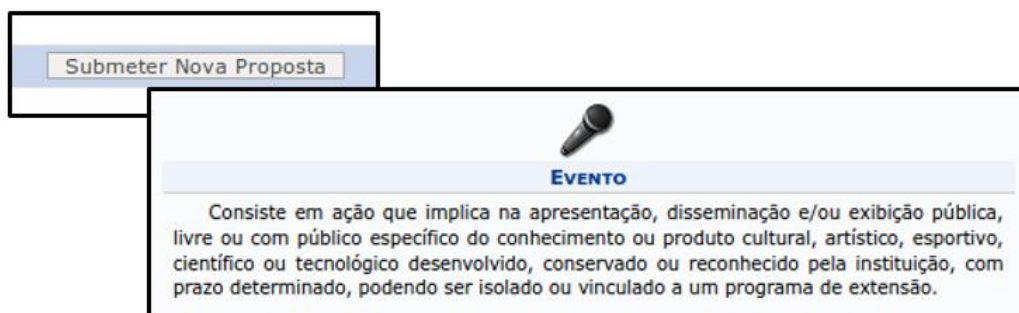 Submeter Nova Proposta
EVENTO
Consiste em ação que implica na apresentação, disseminação e/ou exibição pública,
livre ou com público específico do conhecimento ou produto cultural, artístico, esportivo,
científico ou tecnológico desenvolvido, conservado ou reconhecido pela instituição, com
prazo determinado, podendo ser isolado ou vinculado a um programa de extensão.